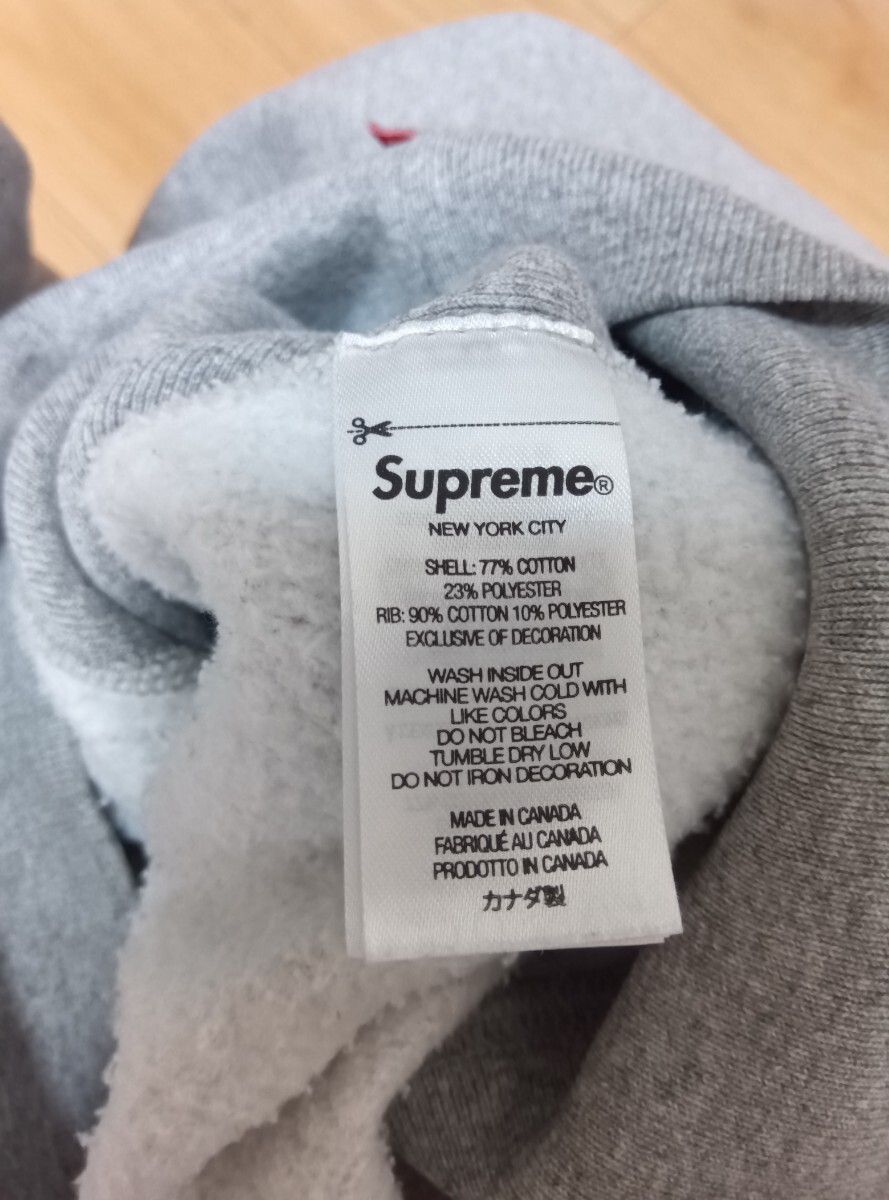 Supreme®
NEW YORK CITY
SHELL: 77% COTTON
23% POLYESTER
RIB: 90% COTTON 10% POLYESTER
EXCLUSIVE OF DECORATION
WASH INSIDE OUT
MACHINE WASH COLD WITH
LIKE COLORS
DO NOT BLEACH
TUMBLE DRY LOW
DO NOT IRON DECORATION
MADE IN CANADA
FABRIQUÉ AU CANADA
PRODOTTO IN CANADA
カナダ製